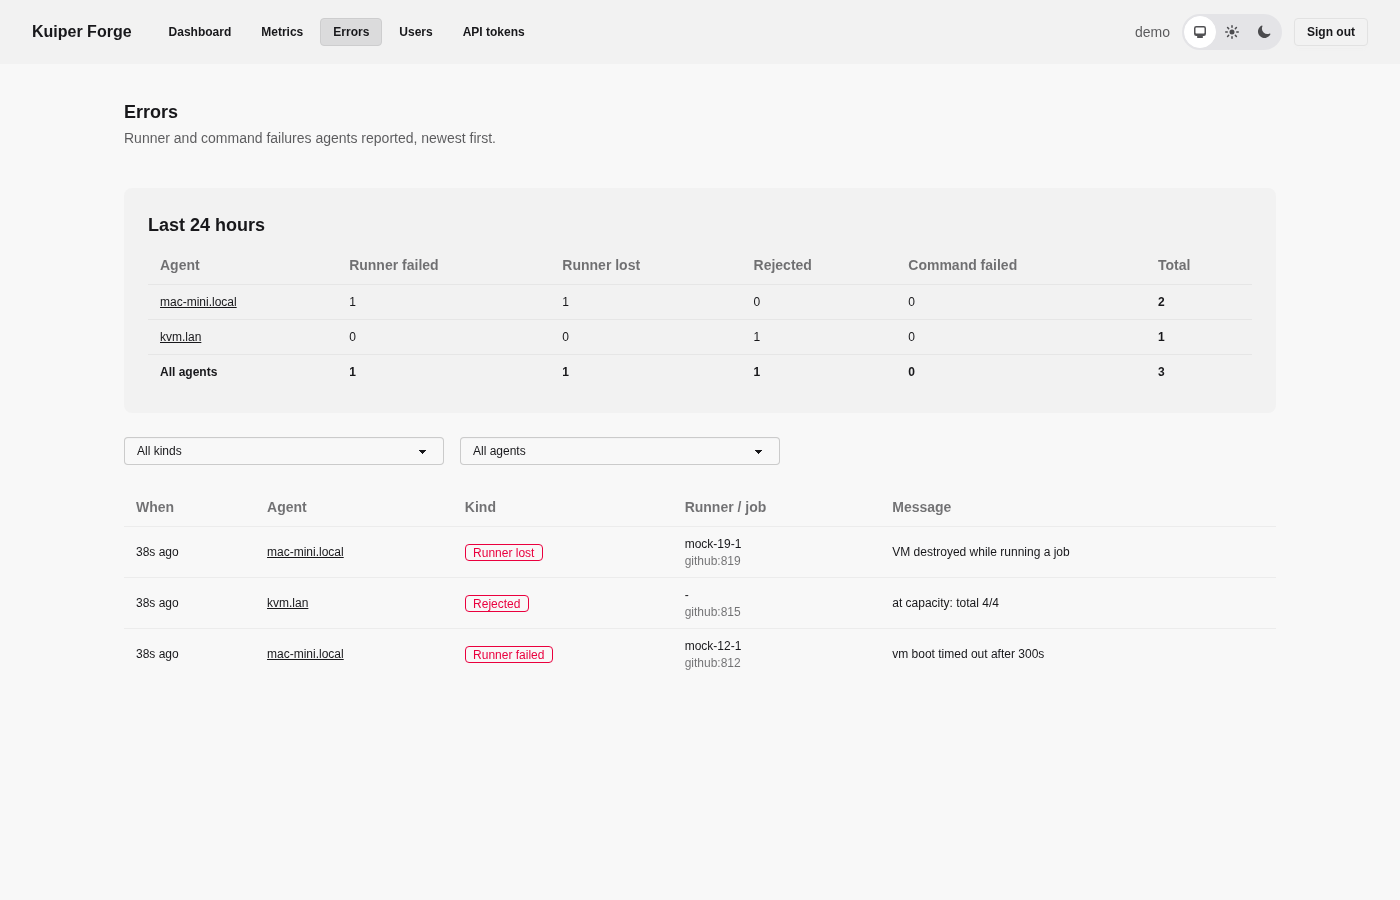 Kuiper Forge Dashboard Metrics Errors Users API tokens demo Sign out
Errors
Runner and command failures agents reported, newest first.
Last 24 hours
Agent Runner failed Runner lost Rejected Command failed Total
mac-mini.local 1 1 0 0 2
kvm.lan 0 0 1 0 1
All agents 1 1 1 0 3
All kinds All agents
When Agent Kind Runner / job Message
38s ago mac-mini.local Runner lost mock-19-1 VM destroyed while running a job
github:819
38s ago kvm.lan Rejected - at capacity: total 4/4
github:815
38s ago mac-mini.local Runner failed mock-12-1 vm boot timed out after 300s
github:812